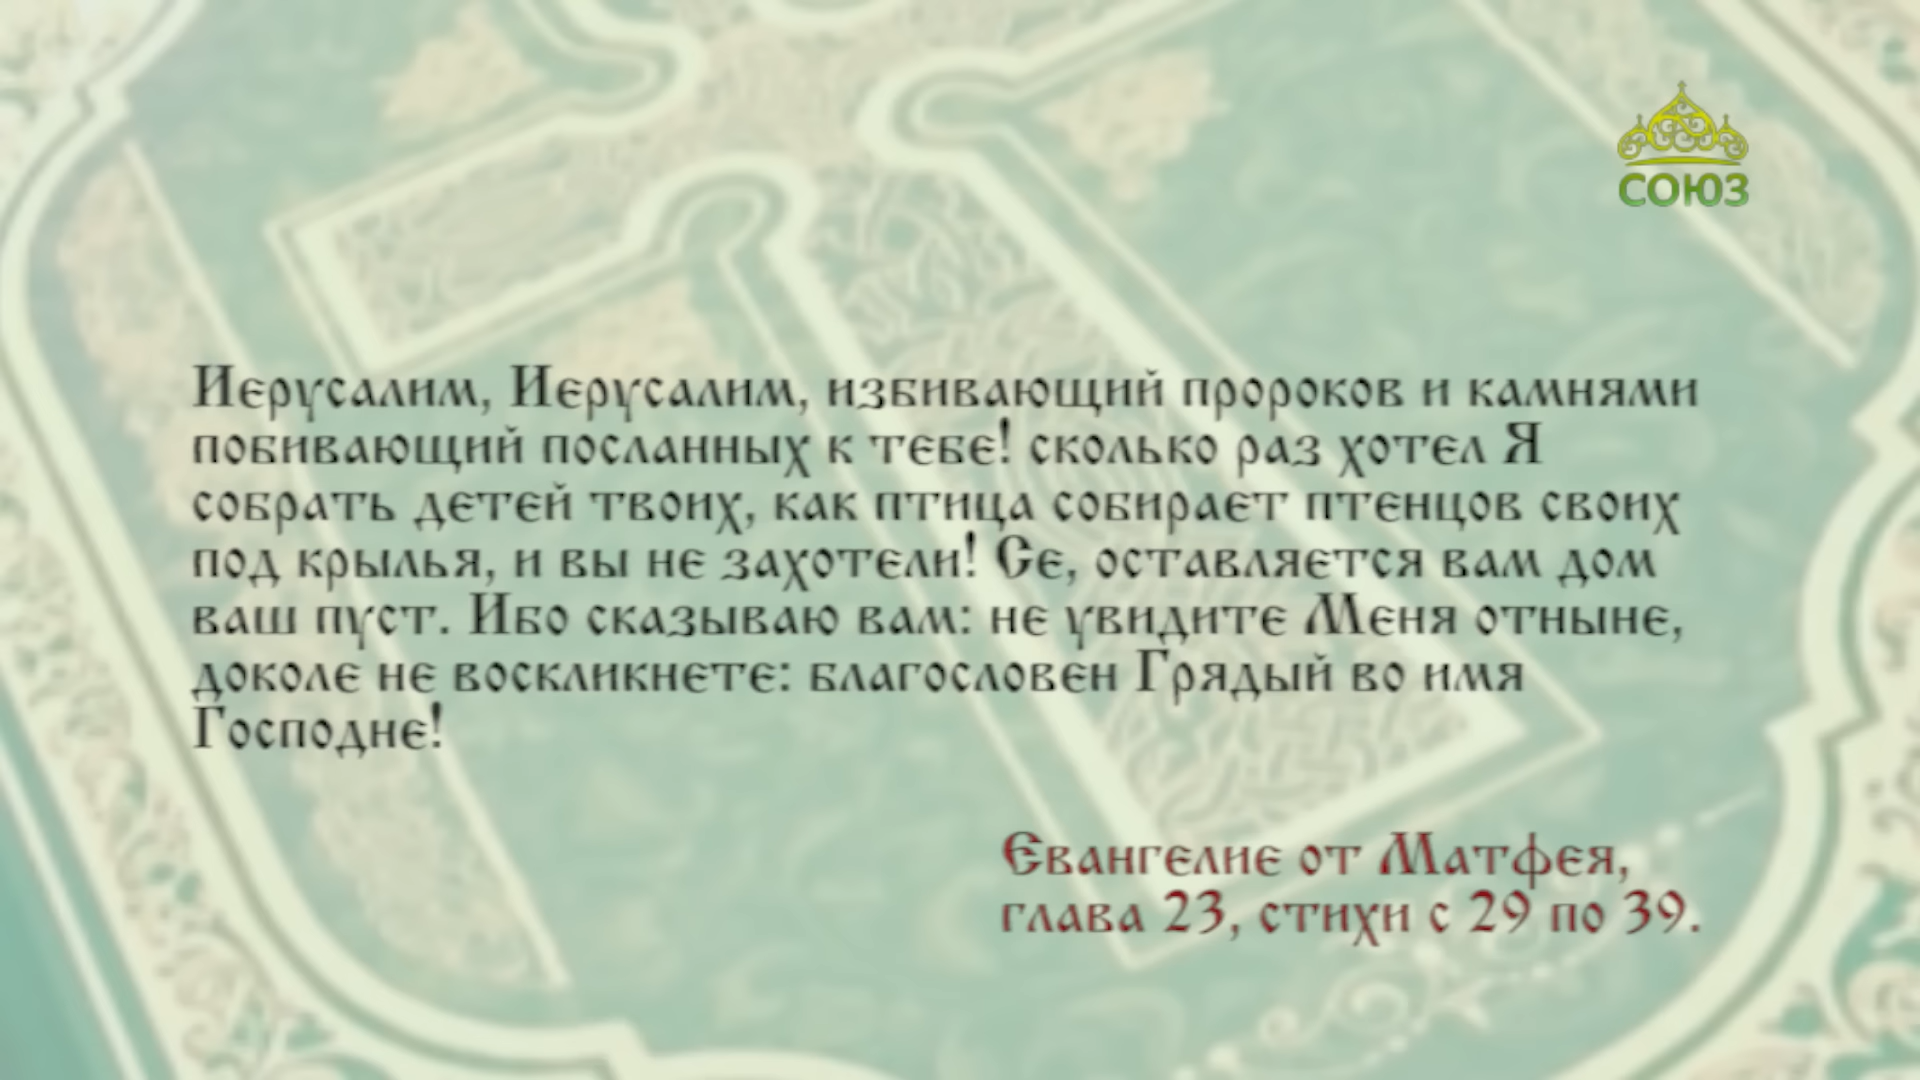 СОЮЗ
Иерусалим, Иерусалим, избивающий пророков и камнями
побивающий посланных к тебе! сколько раз хотел Я
собрать детей твоих, как птица собирает птенцов своих
под крылья, и вы не захотели! Се, оставляется вам дом
ваш пуст. Ибо сказываю вам: не увидите Меня отныне,
доколе не воскликнете: благословен Грядый во имя
Господне!
Евангелие от Матфея,
глава 23, стихи с 29 по 39.